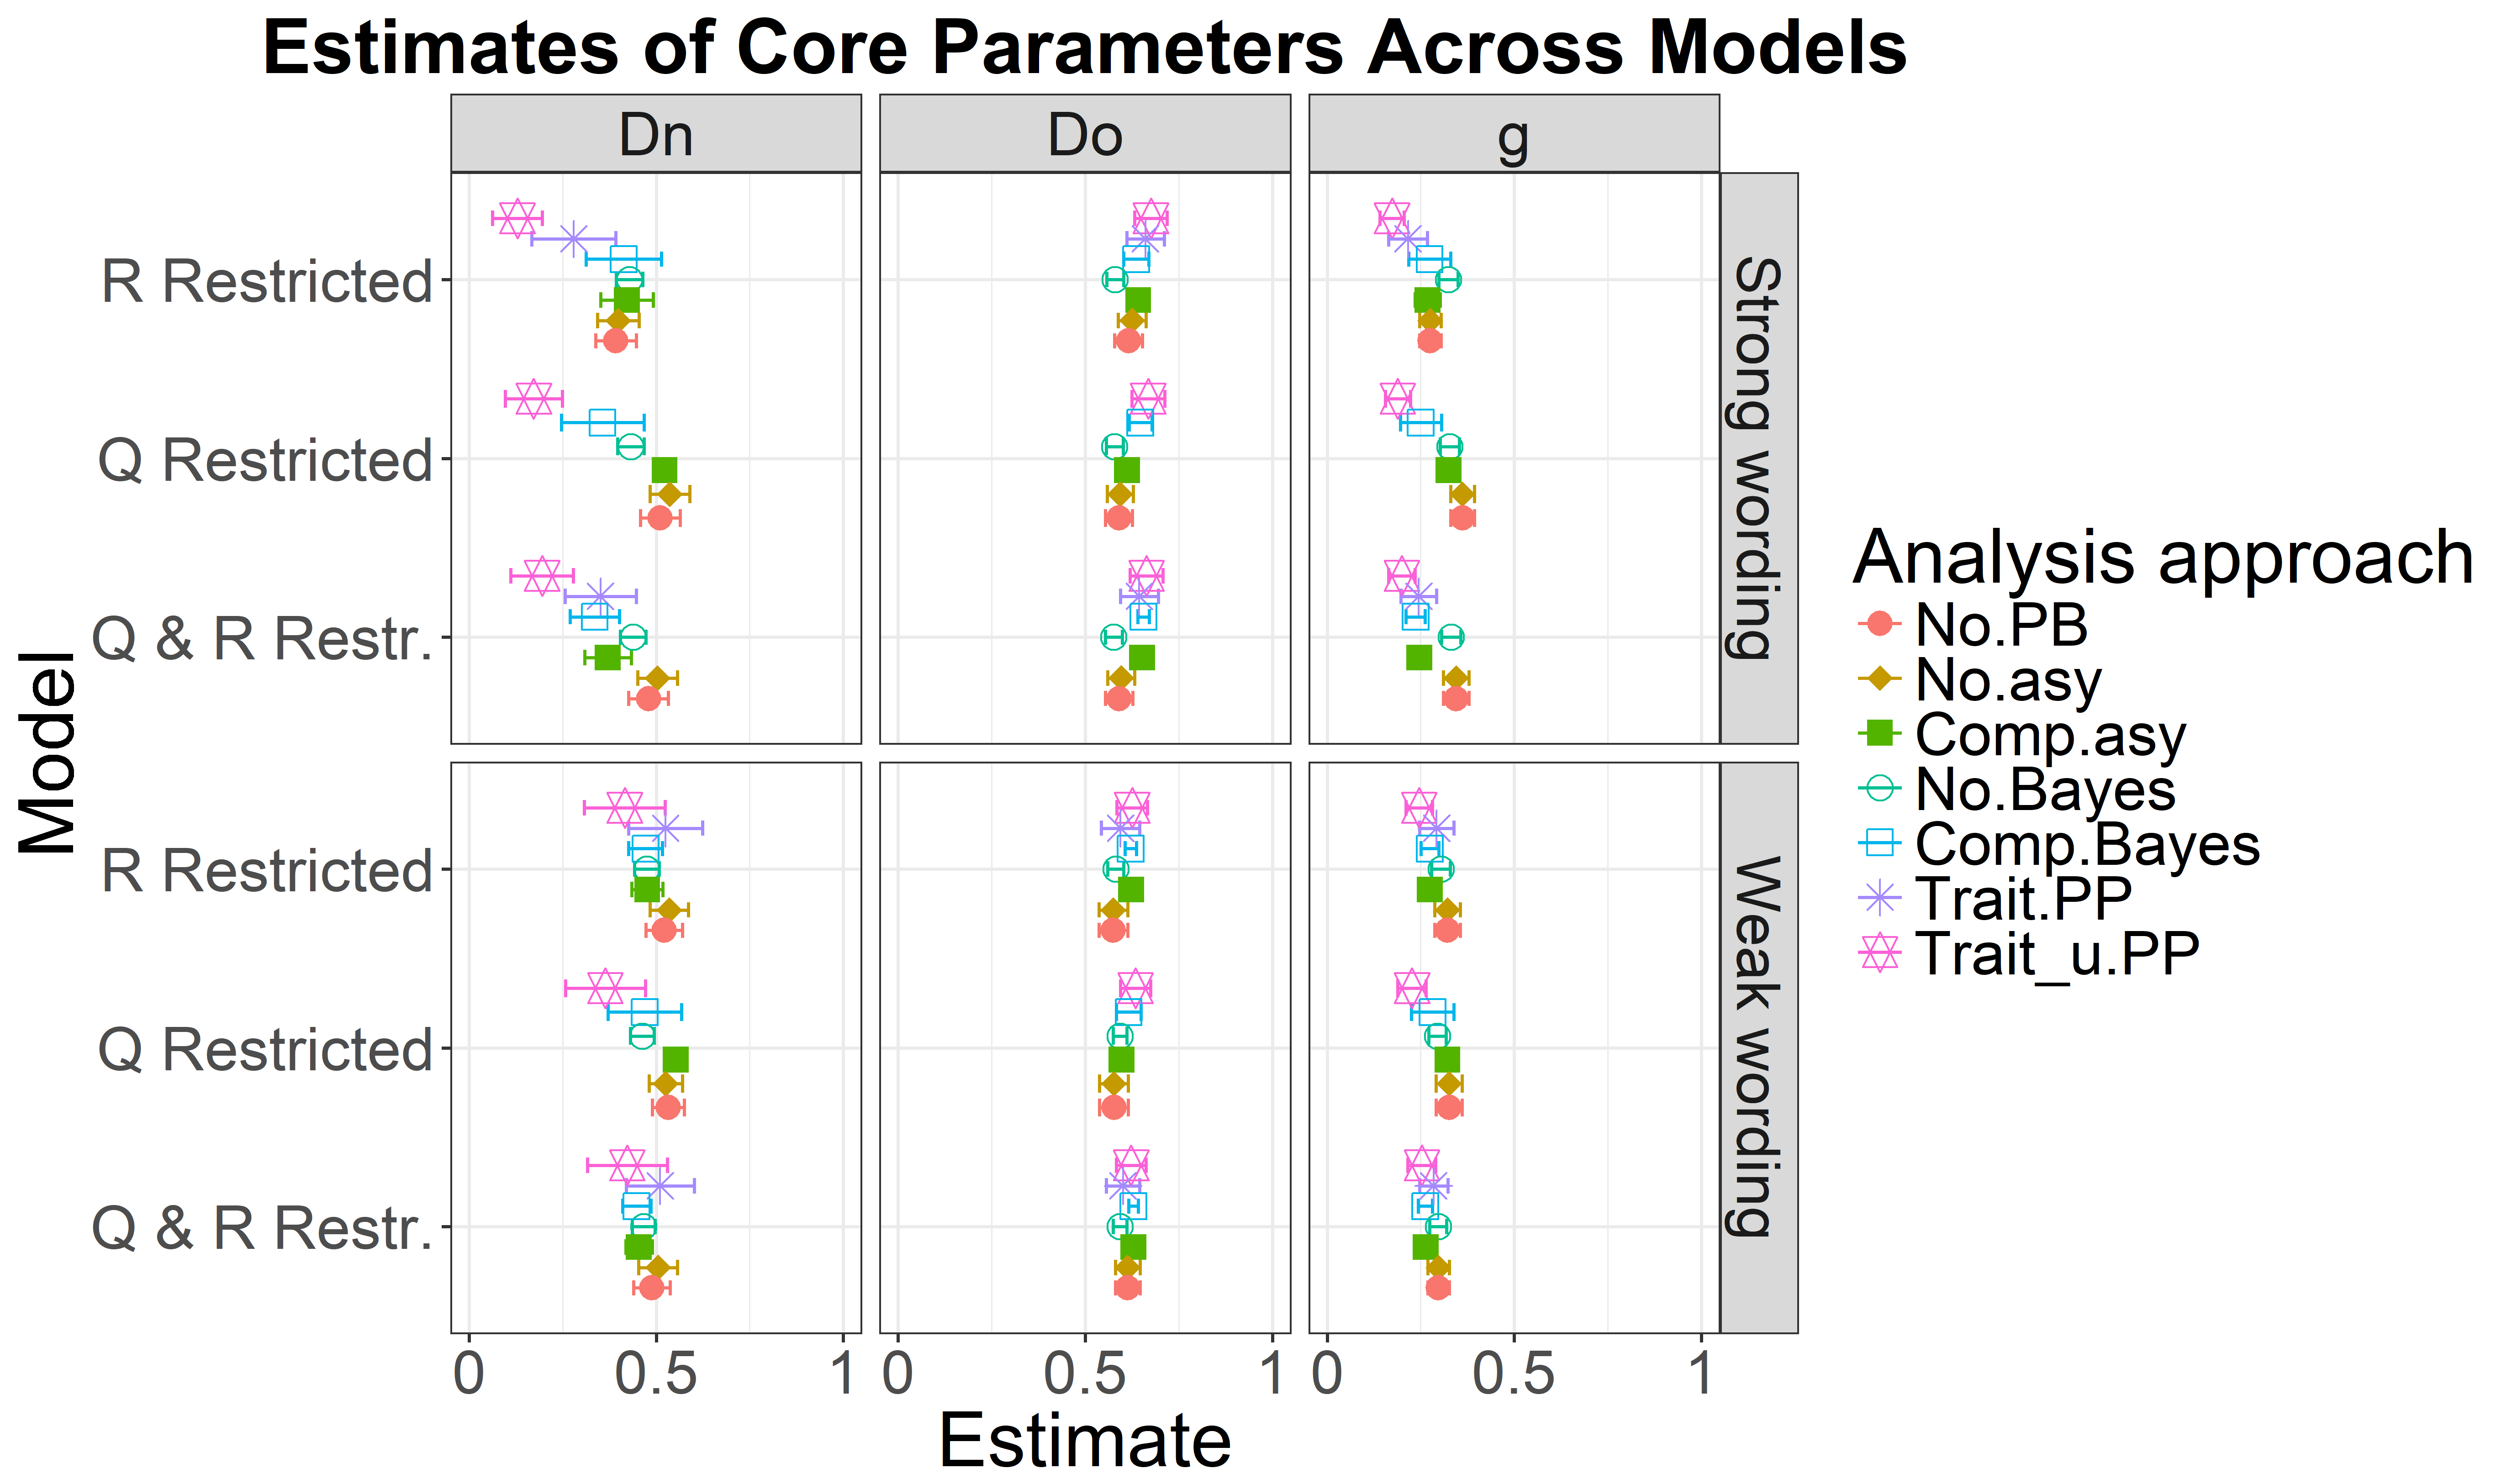 Estimates of Core Parameters Across Models
Dn
Do
g
Model
R Restricted
Q Restricted
Q & R Restr.
Strong wording
R Restricted
Q Restricted
Q & R Restr.
Weak wording
0
0.5
1
0
0.5
1
0
0.5
1
Estimate
Analysis approach
No.PB
No.asy
Comp.asy
No.Bayes
Comp.Bayes
Trait.PP
Trait_u.PP